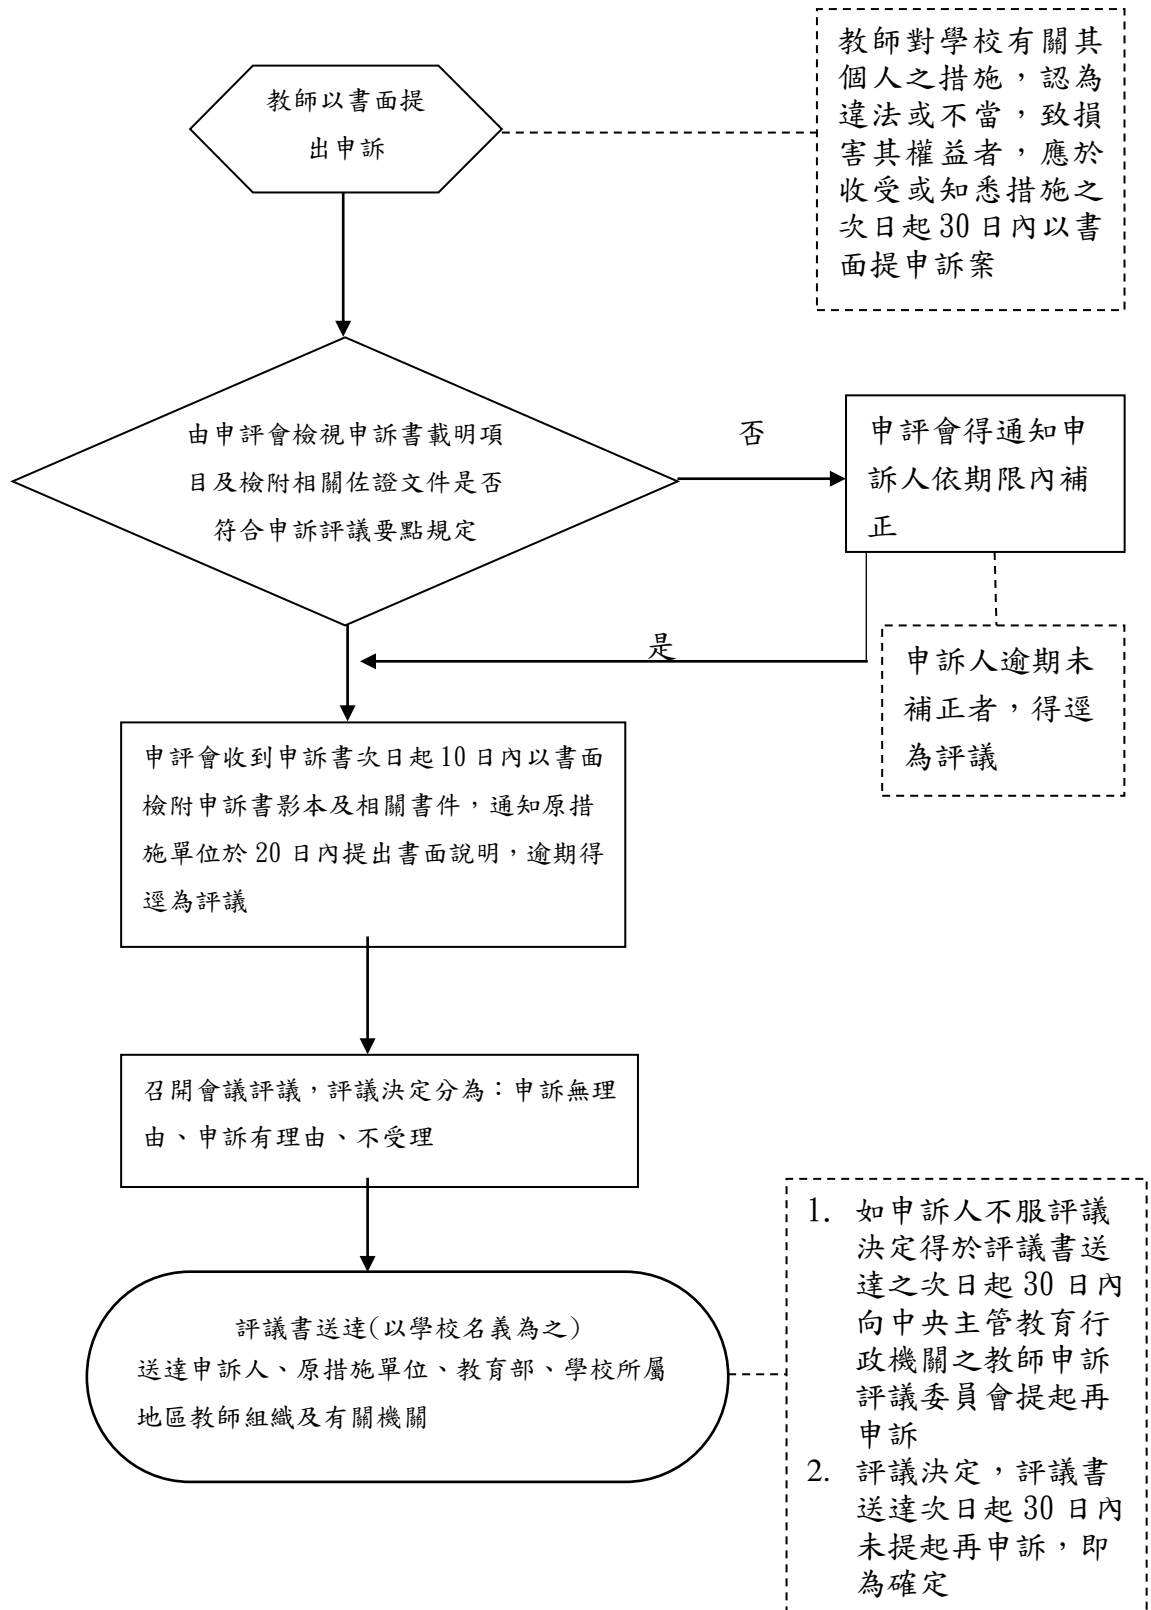 教師以書面提
出申訴
教師對學校有關其
個人之措施，認為
違法或不當，致損
害其權益者，應於
收受或知悉措施之
次日起30日內以書
面提申訴案
由申評會檢視申訴書載明項
目及檢附相關佐證文件是否
符合申訴評議要點規定
否
申評會得通知申
訴人依期限內補
正
是
申訴人逾期未
補正者，得逕
為評議
申評會收到申訴書次日起10日內以書面
檢附申訴書影本及相關書件，通知原措
施單位於20日內提出書面說明，逾期得
逕為評議
召開會議評議，評議決定分為：申訴無理
由、申訴有理由、不受理
評議書送達(以學校名義為之)
送達申訴人、原措施單位、教育部、學校所屬
地區教師組織及有關機關
1. 如申訴人不服評議
決定得於評議書送
達之次日起30日內
向中央主管教育行
政機關之教師申訴
評議委員會提起再
申訴
2. 評議決定，評議書
送達次日起30日內
未提起再申訴，即
為確定